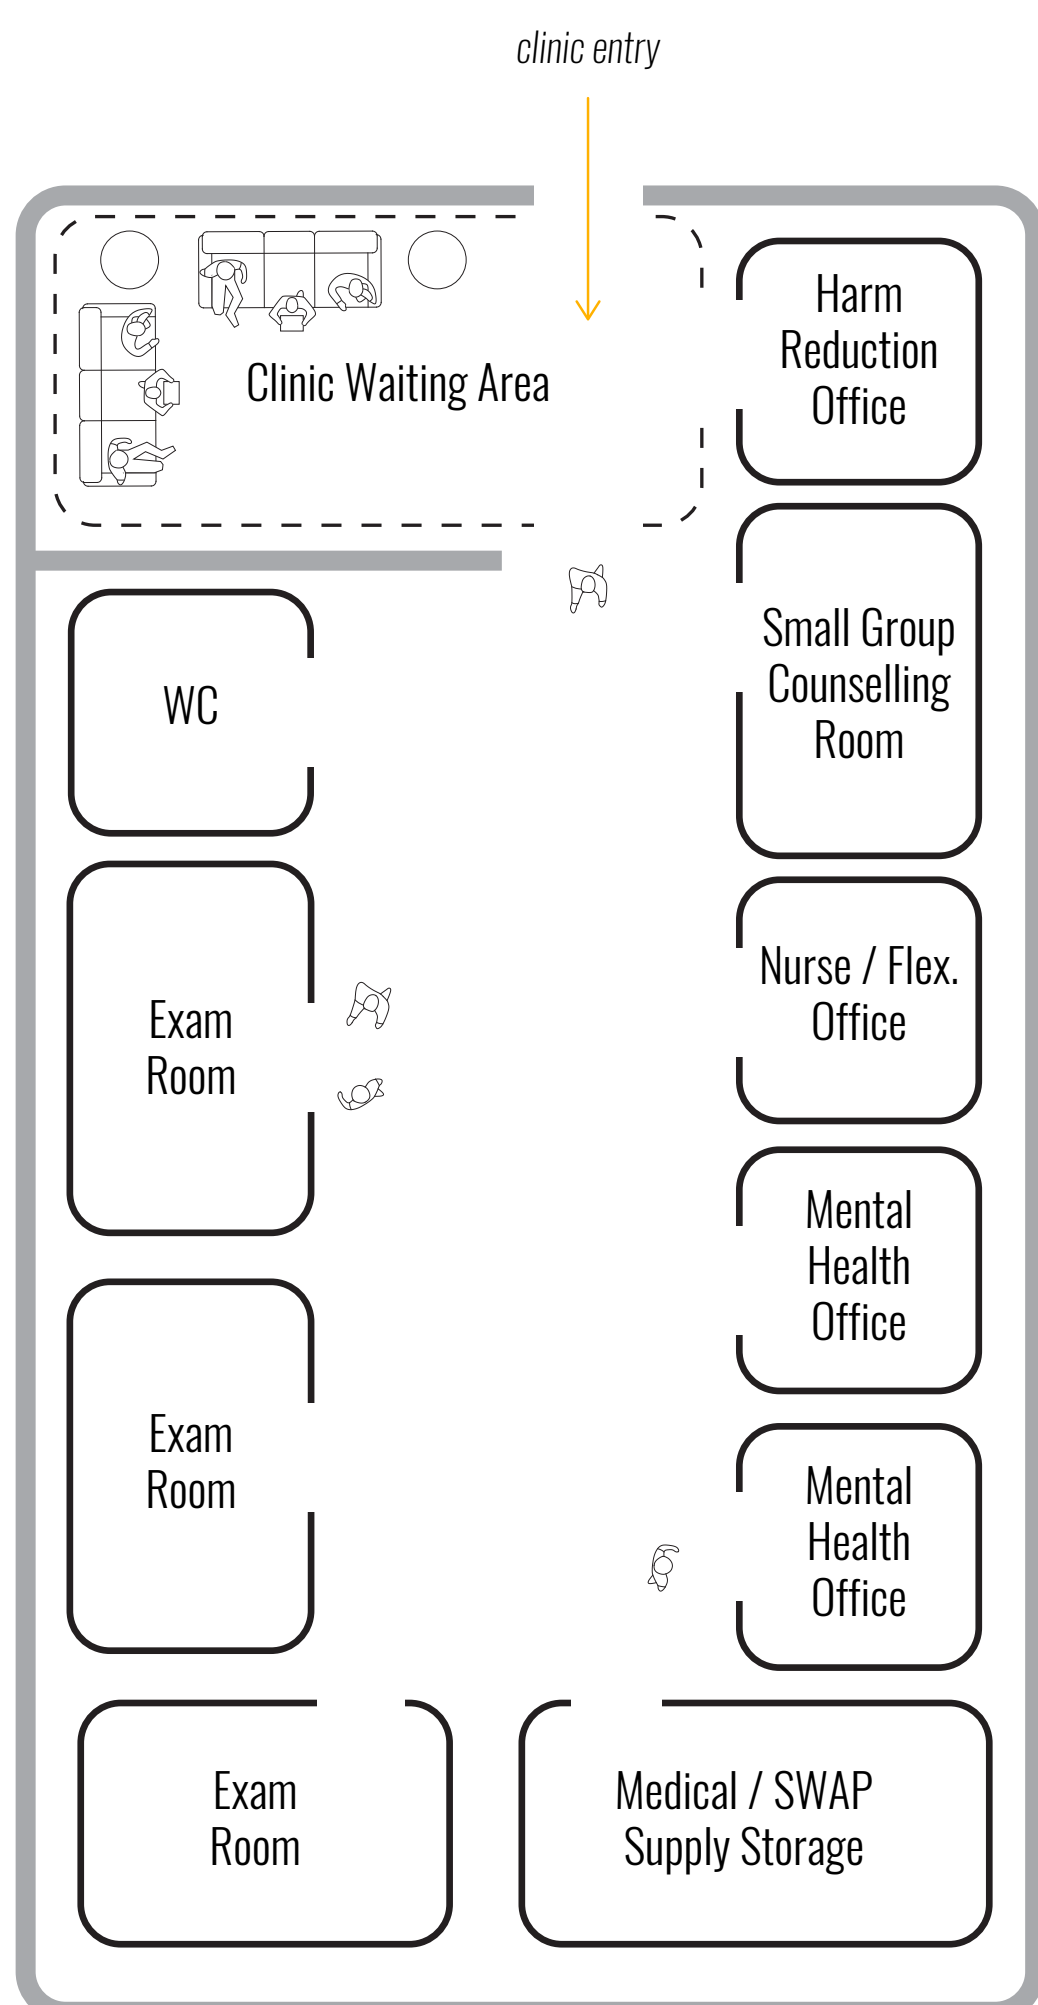 clinic entry
Harm
Reduction
Office
Clinic Waiting Area
Small Group
Counselling
Room
WC
Nurse / Flex.
Office
Exam
Room
Mental
Health
Office
Exam
Room
Mental
Health
Office
Exam
Room
Medical / SWAP
Supply Storage